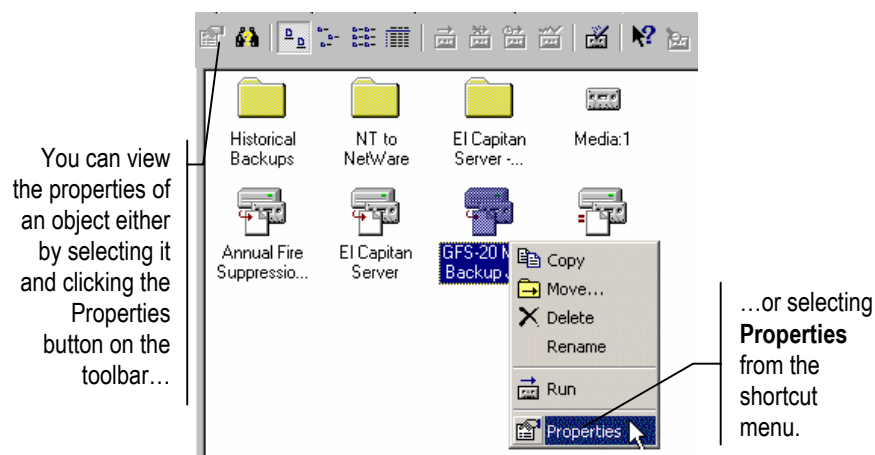 You can view
the properties of
an object either
by selecting it
and clicking the
Properties
button on the
toolbar…
Historical
Backups
NT to
NetWare
El Capitan
Server -...
Media:1
Annual Fire
Suppressio...
El Capitan
Server
GFS-20 M
Backup
Copy
Move...
Delete
Rename
Run
Properties
…or selecting
Properties
from the
shortcut
menu.